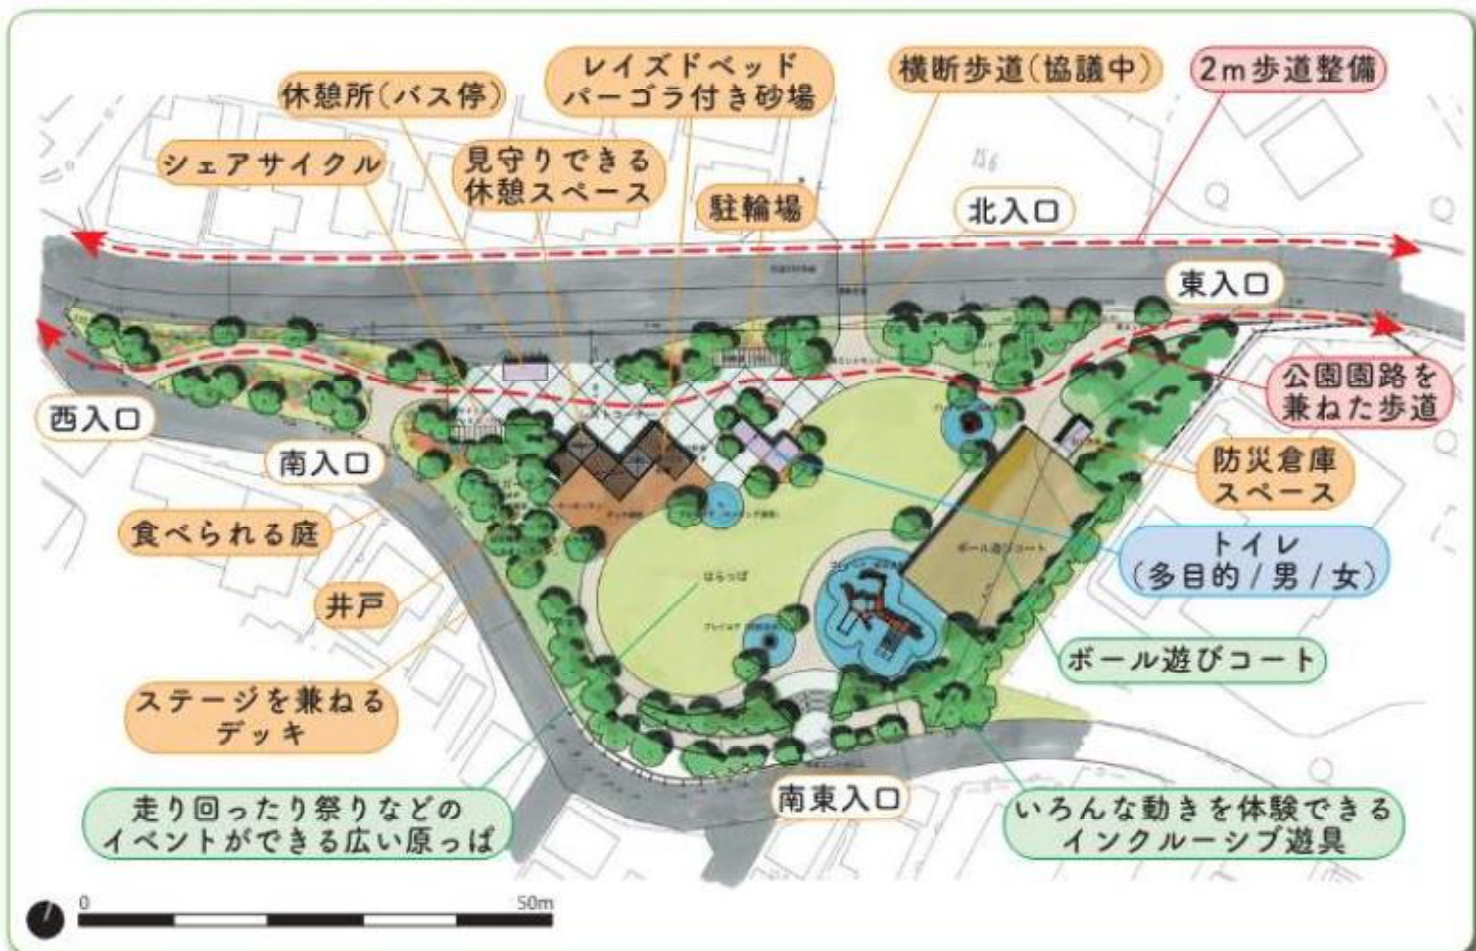 レイズドベッド
パーゴラ付き砂場
横断歩道(協議中)
2m歩道整備
休憩所(バス停)
シェアサイクル
見守りできる
休憩スペース
駐輪場
北入口
東入口
西入口
南入口
公園園路を
兼ねた歩道
防災倉庫
スペース
食べられる庭
トイレ
(多目的/男/女)
ボール遊びコート
はらっぱ
井戸
ボール遊びコート
ステージを兼ねる
デッキ
南東入口
走り回ったり祭りなどの
イベントができる広い原っぱ
いろんな動きを体験できる
インクルーシブ遊具
0
50m